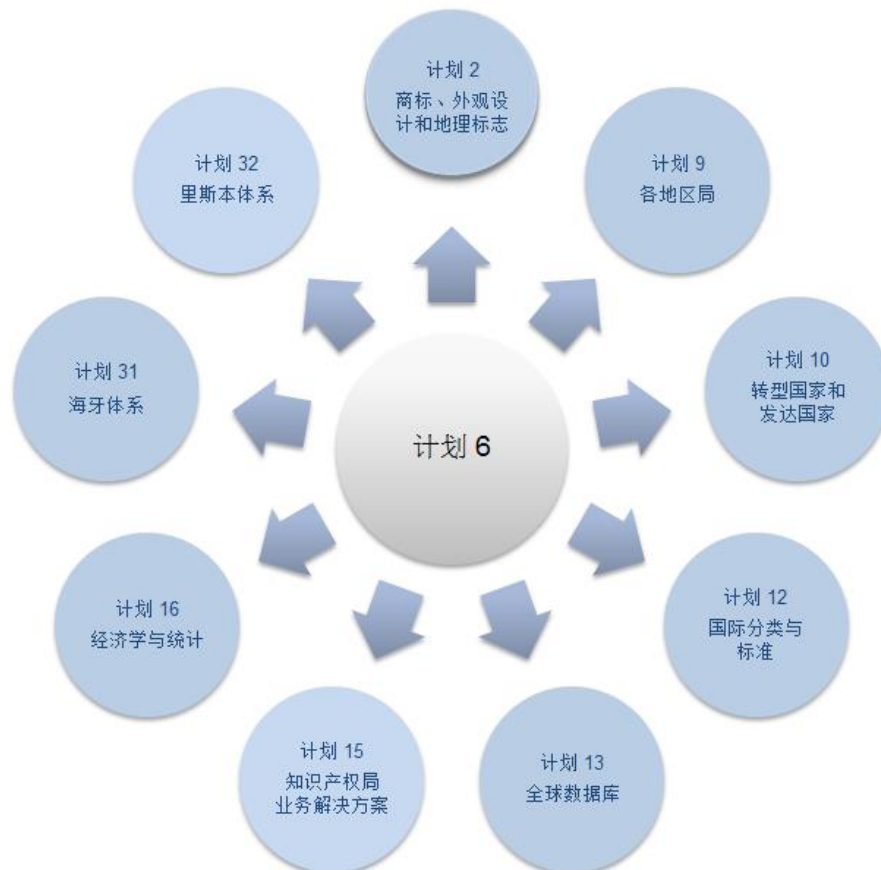 计划 2
商标、外观设
计和地理标志
计划 32
里斯本体系
计划 9
各地区局
计划 31
海牙体系
计划 10
转型国家和
发达国家
计划 6
计划 16
经济学与统计
计划 12
国际分类与
标准
计划 15
知识产权局
业务解决方案
计划 13
全球数据库